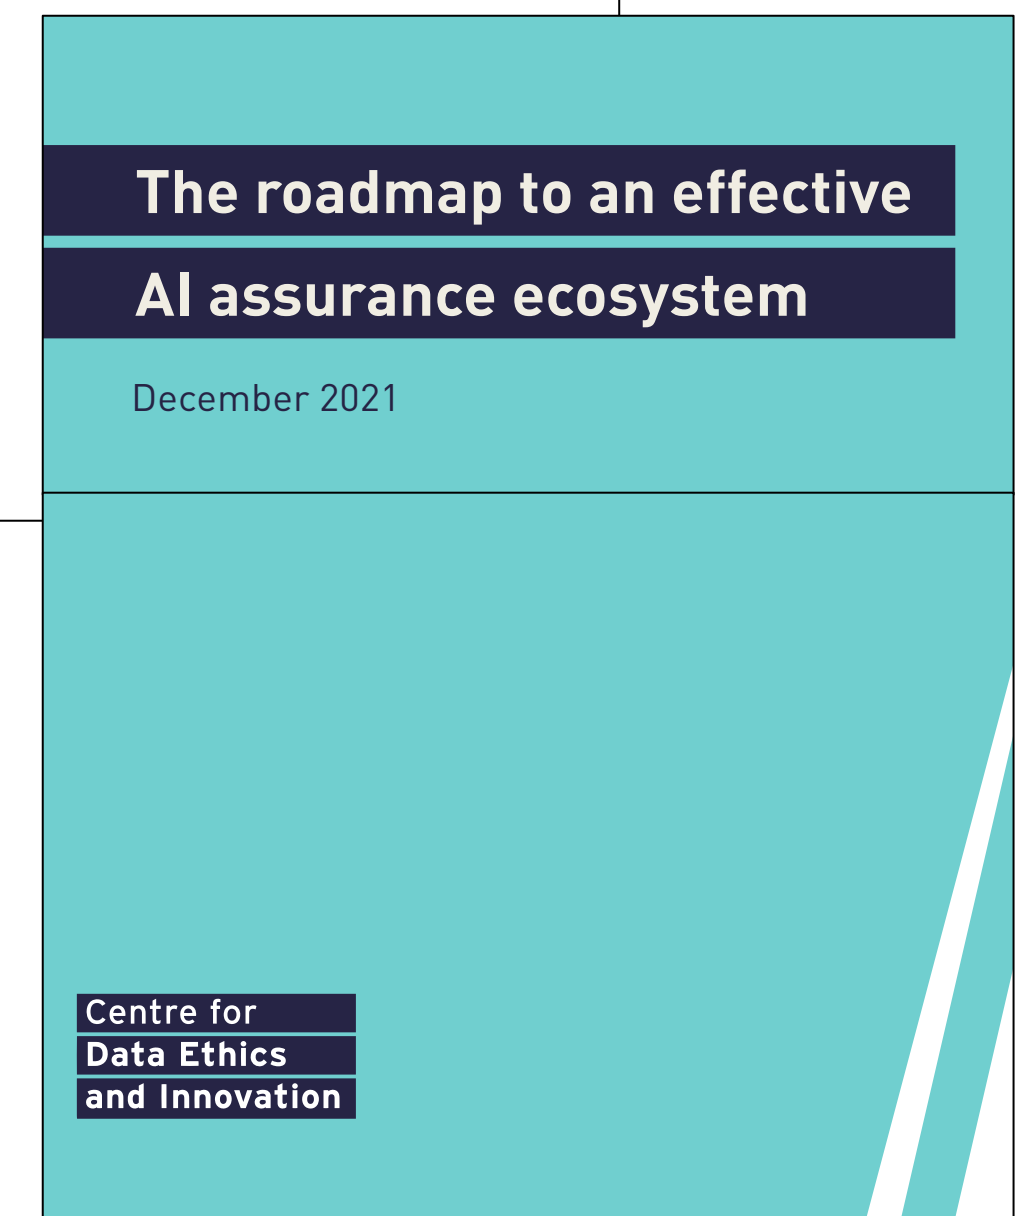 The roadmap to an effective
AI assurance ecosystem
December 2021
Centre for
Data Ethics
and Innovation